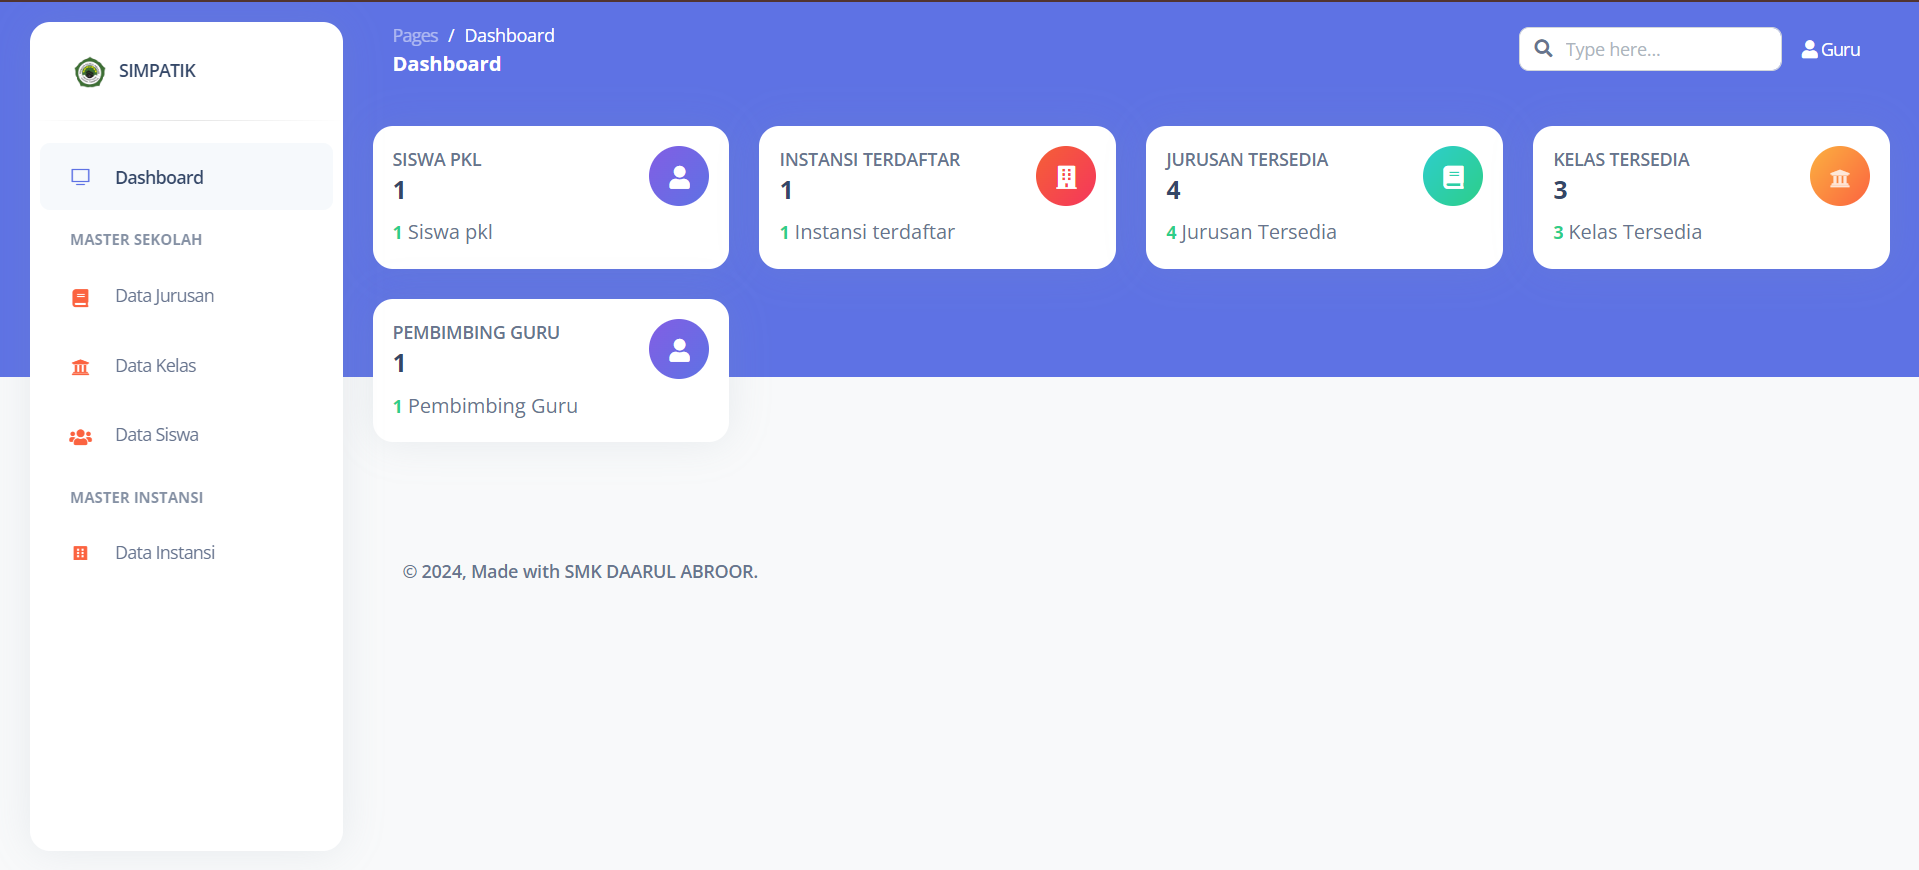 SIMPATIK
Dashboard
MASTER SEKOLAH
Data Jurusan
Data Kelas
Data Siswa
MASTER INSTANSI
Data Instansi
Pages / Dashboard
Dashboard
Type here...
Guru
SISWA PKL
1
1 Siswa pkl
INSTANSI TERDAFTAR
1
1 Instansi terdaftar
JURUSAN TERSEDIA
4
4 Jurusan Tersedia
KELAS TERSEDIA
3
3 Kelas Tersedia
PEMBIMBING GURU
1
1 Pembimbing Guru
© 2024, Made with SMK DAARUL ABROOR.